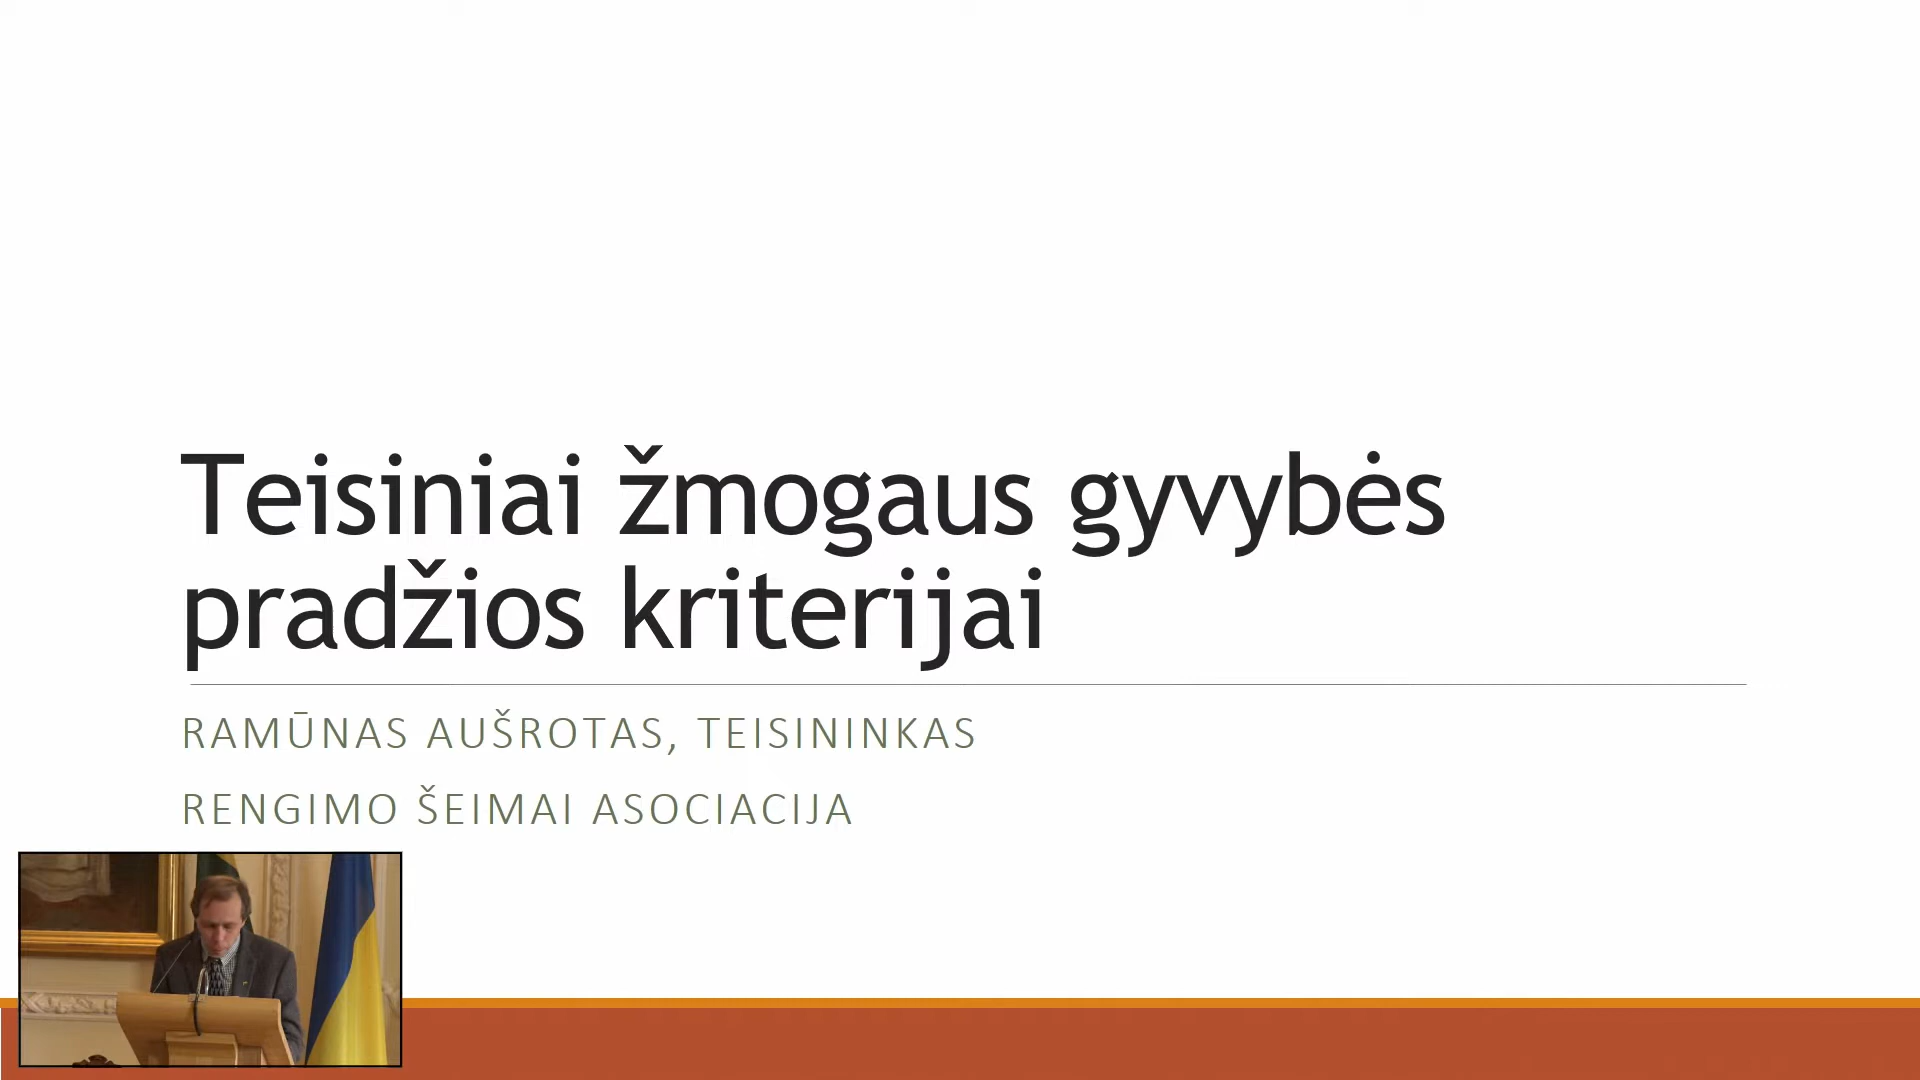 Teisiniai žmogaus gyvybės
pradžios kriterijai
RAMŪNAS AUŠROTAS, TEISININKAS
RENGIMO ŠEIMAI ASOCIACIJA